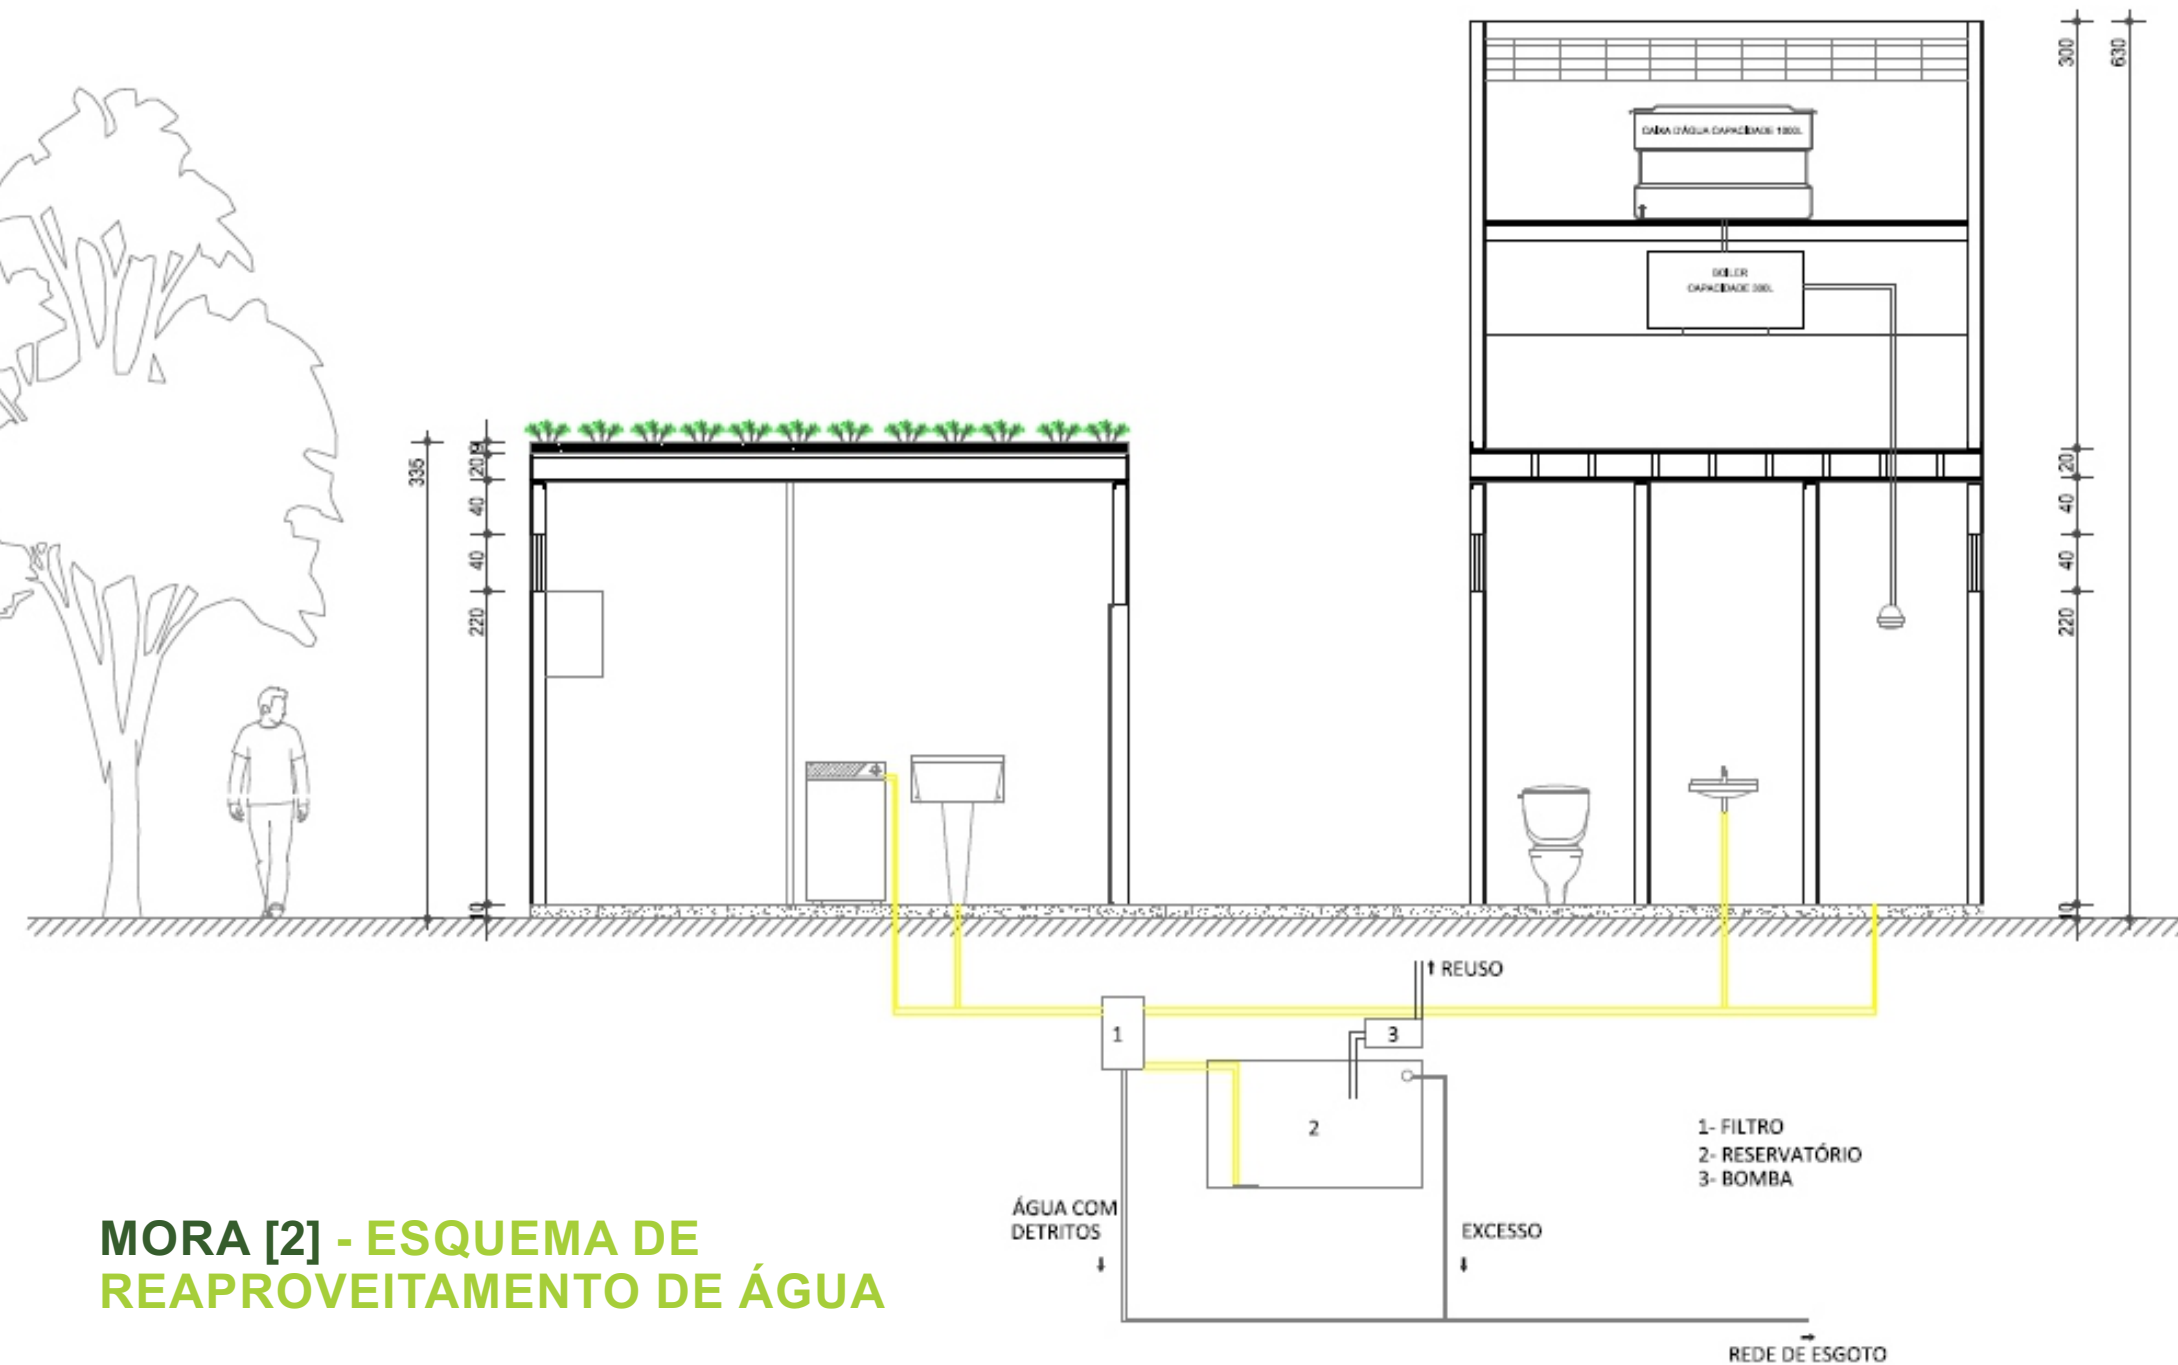 300
630
CAIXA D'ÁGUA CAPACIDADE 1000L
BOILER
CAPACIDADE 300L
335
20
40
40
220
10
20
40
40
220
10
↑ REUSO
1
3
2
1- FILTRO
2- RESERVATÓRIO
3- BOMBA
ÁGUA COM
DETRITOS
EXCESSO
MORA [2] - ESQUEMA DE
REAPROVEITAMENTO DE ÁGUA
REDE DE ESGOTO